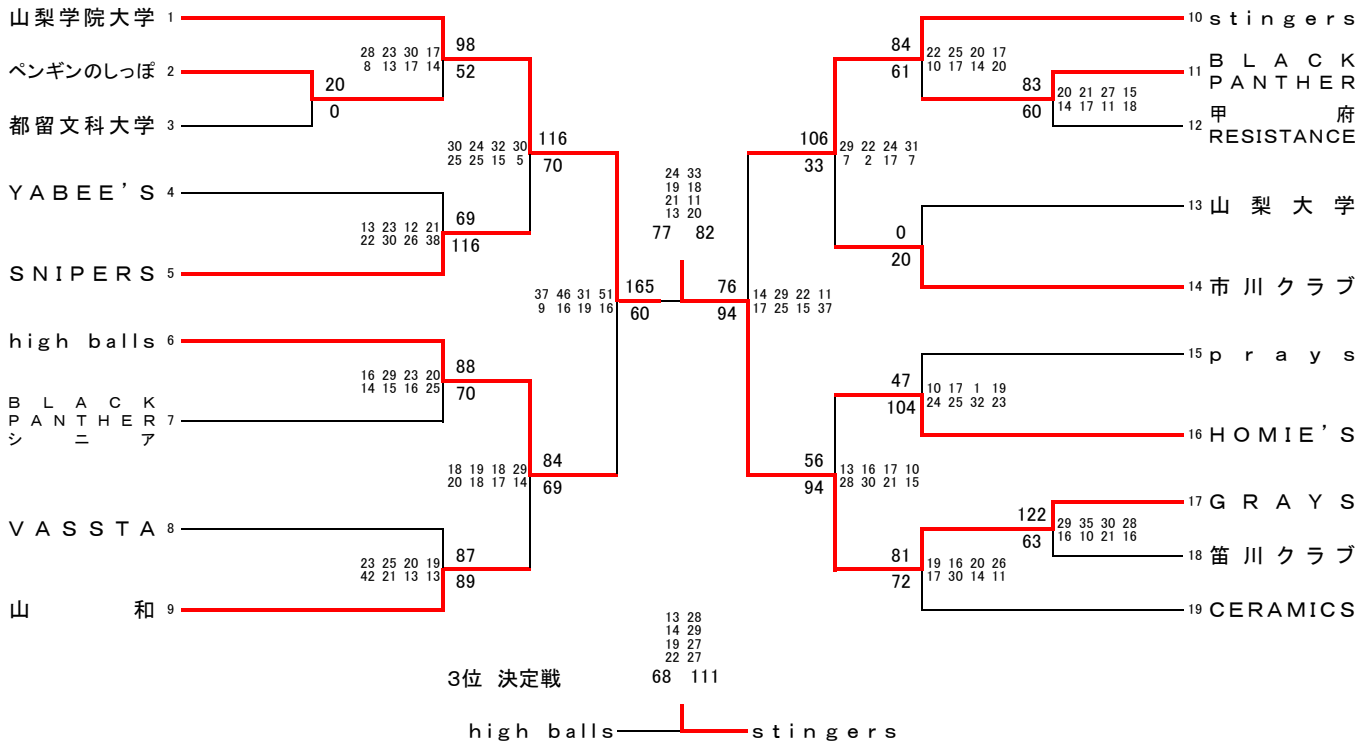 山梨学院大学 1
28 23 30 17
8 13 17 14
98
52
ペンギンのしっぽ 2
20
0
都留文科大学 3
30 24 32 30
25 25 15 5
116
70
YABEE'S 4
13 23 12 21
22 30 26 38
69
116
SNIPERS 5
37 46 31 51
9 16 19 16
165
60
high balls 6
16 29 23 20
14 15 16 25
88
70
BLACK
PANTHER 7
シニア
18 19 18 29
20 18 17 14
84
69
VASSTA 8
23 25 20 19
42 21 13 13
87
89
山和 9
24 33
19 18
21 11
13 20
77 82
10 stingers
84
61
22 25 20 17
10 17 14 20
11 BLACK
PANTHER
83
60
20 21 27 15
14 17 11 18
12 甲府
RESISTANCE
106
33
29 22 24 31
7 2 17 7
13 山梨大学
0
20
14 市川クラブ
76
94
14 29 22 11
17 25 15 37
15 prays
47
104
10 17 1 19
24 25 32 23
16 HOMIE'S
56
94
13 16 17 10
28 30 21 15
17 GRAYS
122
63
29 35 30 28
16 10 21 16
18 笛川クラブ
81
72
19 16 20 26
17 30 14 11
19 CERAMICS
13 28
14 29
19 27
22 27
3位 決定戦
68 111
high balls
stingers